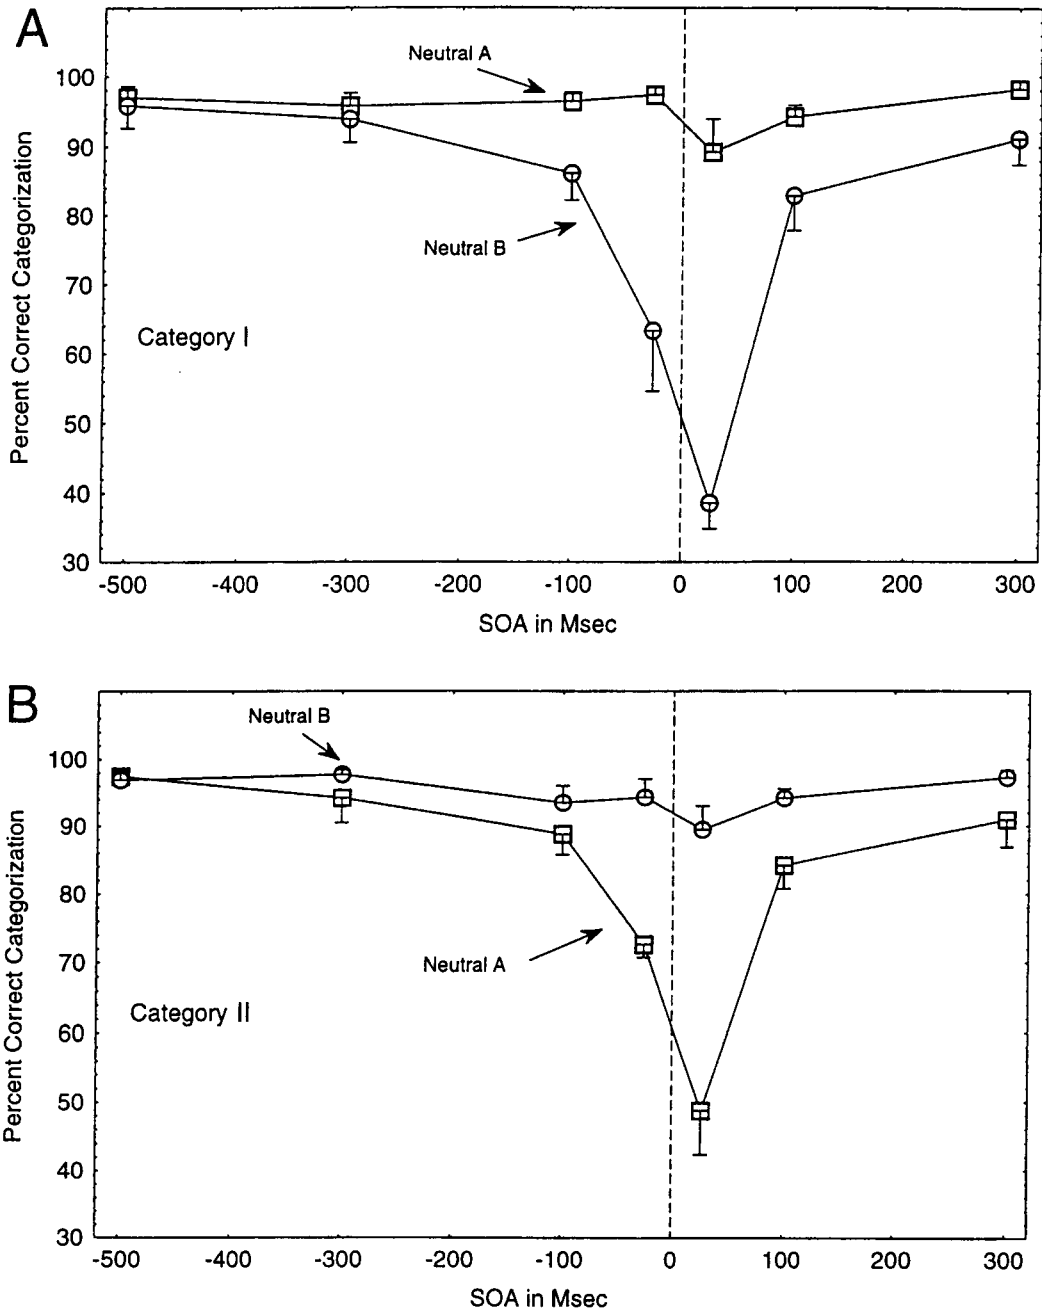 A
Neutral A
100
90
80
70
60
50
40
30
Percent Correct Categorization
Neutral B
Category I
-500 -400 -300 -200 -100 0 100 200 300
SOA in Msec
B
Neutral B
100
90
80
70
60
50
40
30
Percent Correct Categorization
Neutral A
Category II
-500 -400 -300 -200 -100 0 100 200 300
SOA in Msec